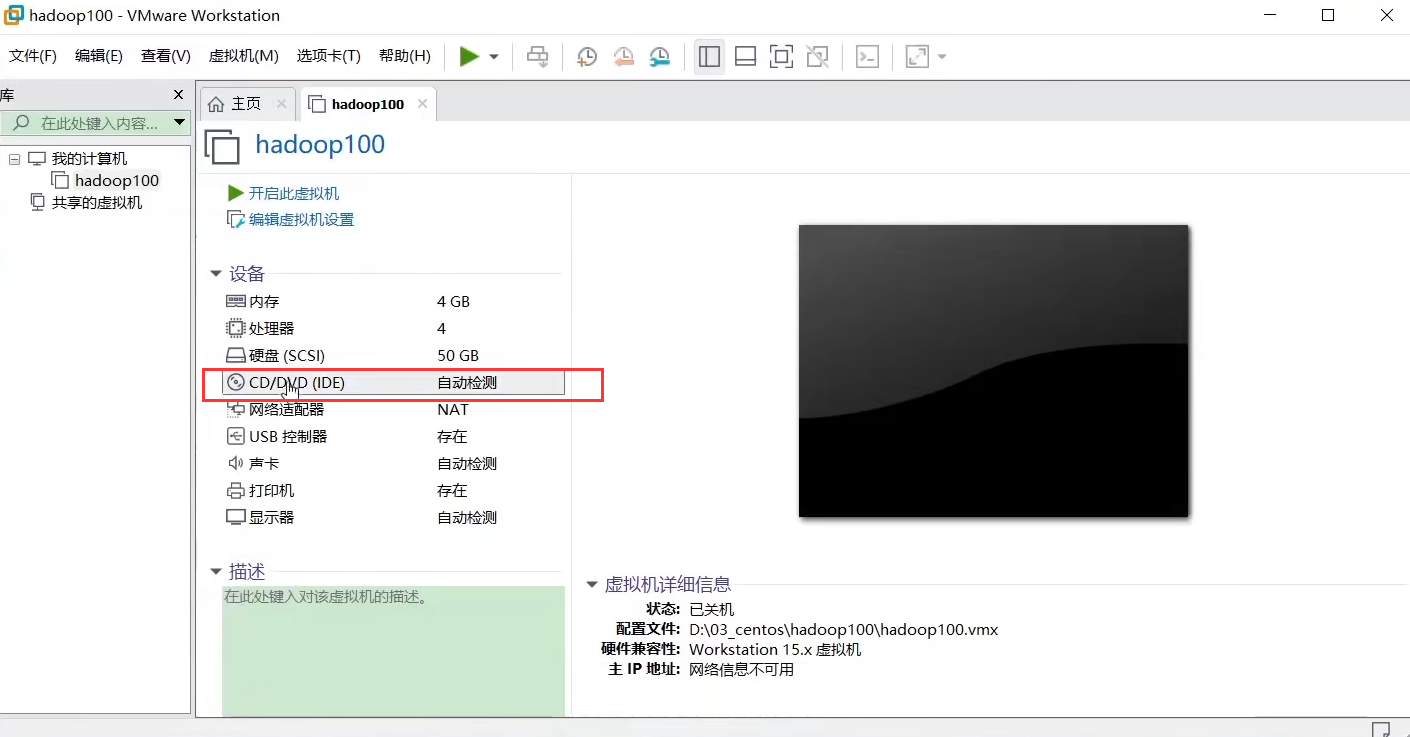 hadoop100 - VMware Workstation
文件(F) 编辑(E) 查看(V) 虚拟机(M) 选项卡(T) 帮助(H)
库
在此处键入内容...
我的计算机
hadoop100
共享的虚拟机
主页
hadoop100
hadoop100
开启此虚拟机
编辑虚拟机设置
设备
内存 4 GB
处理器 4
硬盘 (SCSI) 50 GB
CD/DVD (IDE) 自动检测
网络适配器 NAT
USB 控制器 存在
声卡 自动检测
打印机 存在
显示器 自动检测
描述
在此处键入对该虚拟机的描述。
虚拟机详细信息
状态: 已关机
配置文件: D:\03_centos\hadoop100\hadoop100.vmx
硬件兼容性: Workstation 15.x 虚拟机
主 IP 地址: 网络信息不可用